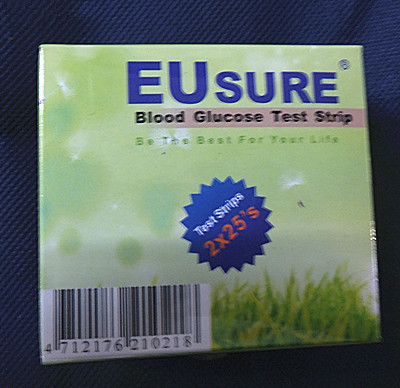 EUSURE®
Blood Glucose Test Strip
Be The Best For Your Life
Test Strips
2x25's
4 712176 210218